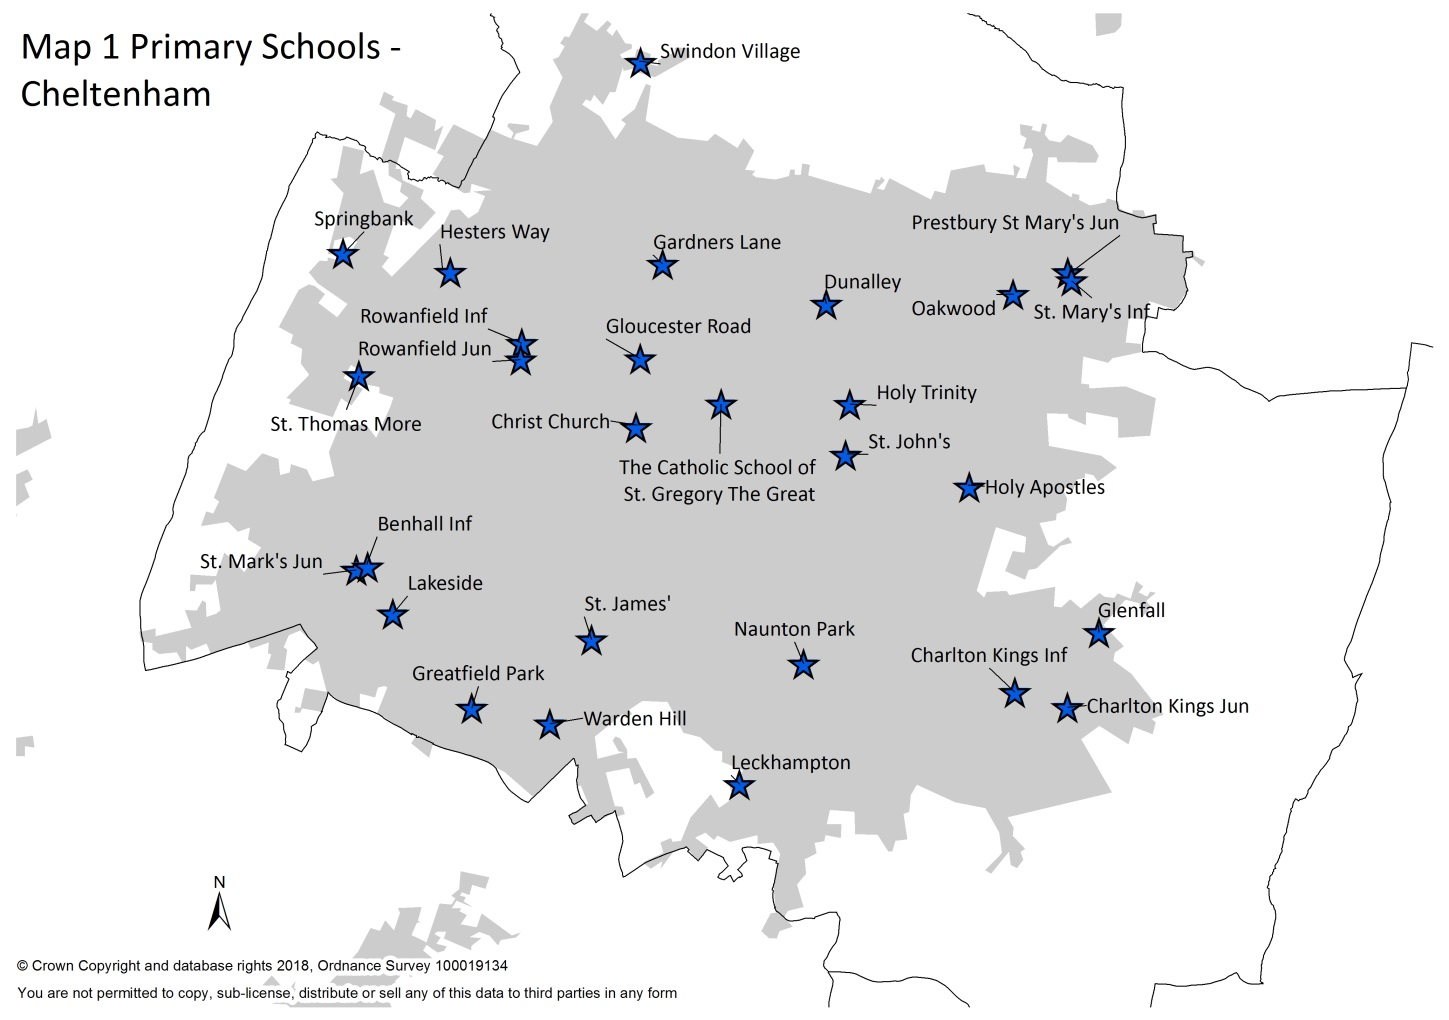 Map 1 Primary Schools -
Cheltenham
Swindon Village
Springbank
Hesters Way
Gardners Lane
Prestbury St Mary's Jun
Dunalley
Oakwood
St. Mary's Inf
Rowanfield Inf
Rowanfield Jun
Gloucester Road
St. Thomas More
Christ Church
Holy Trinity
St. John's
The Catholic School of
St. Gregory The Great
Holy Apostles
Benhall Inf
St. Mark's Jun
Lakeside
St. James'
Naunton Park
Glenfall
Charlton Kings Inf
Charlton Kings Jun
Greatfield Park
Warden Hill
Leckhampton
N
© Crown Copyright and database rights 2018, Ordnance Survey 100019134
You are not permitted to copy, sub-license, distribute or sell any of this data to third parties in any form